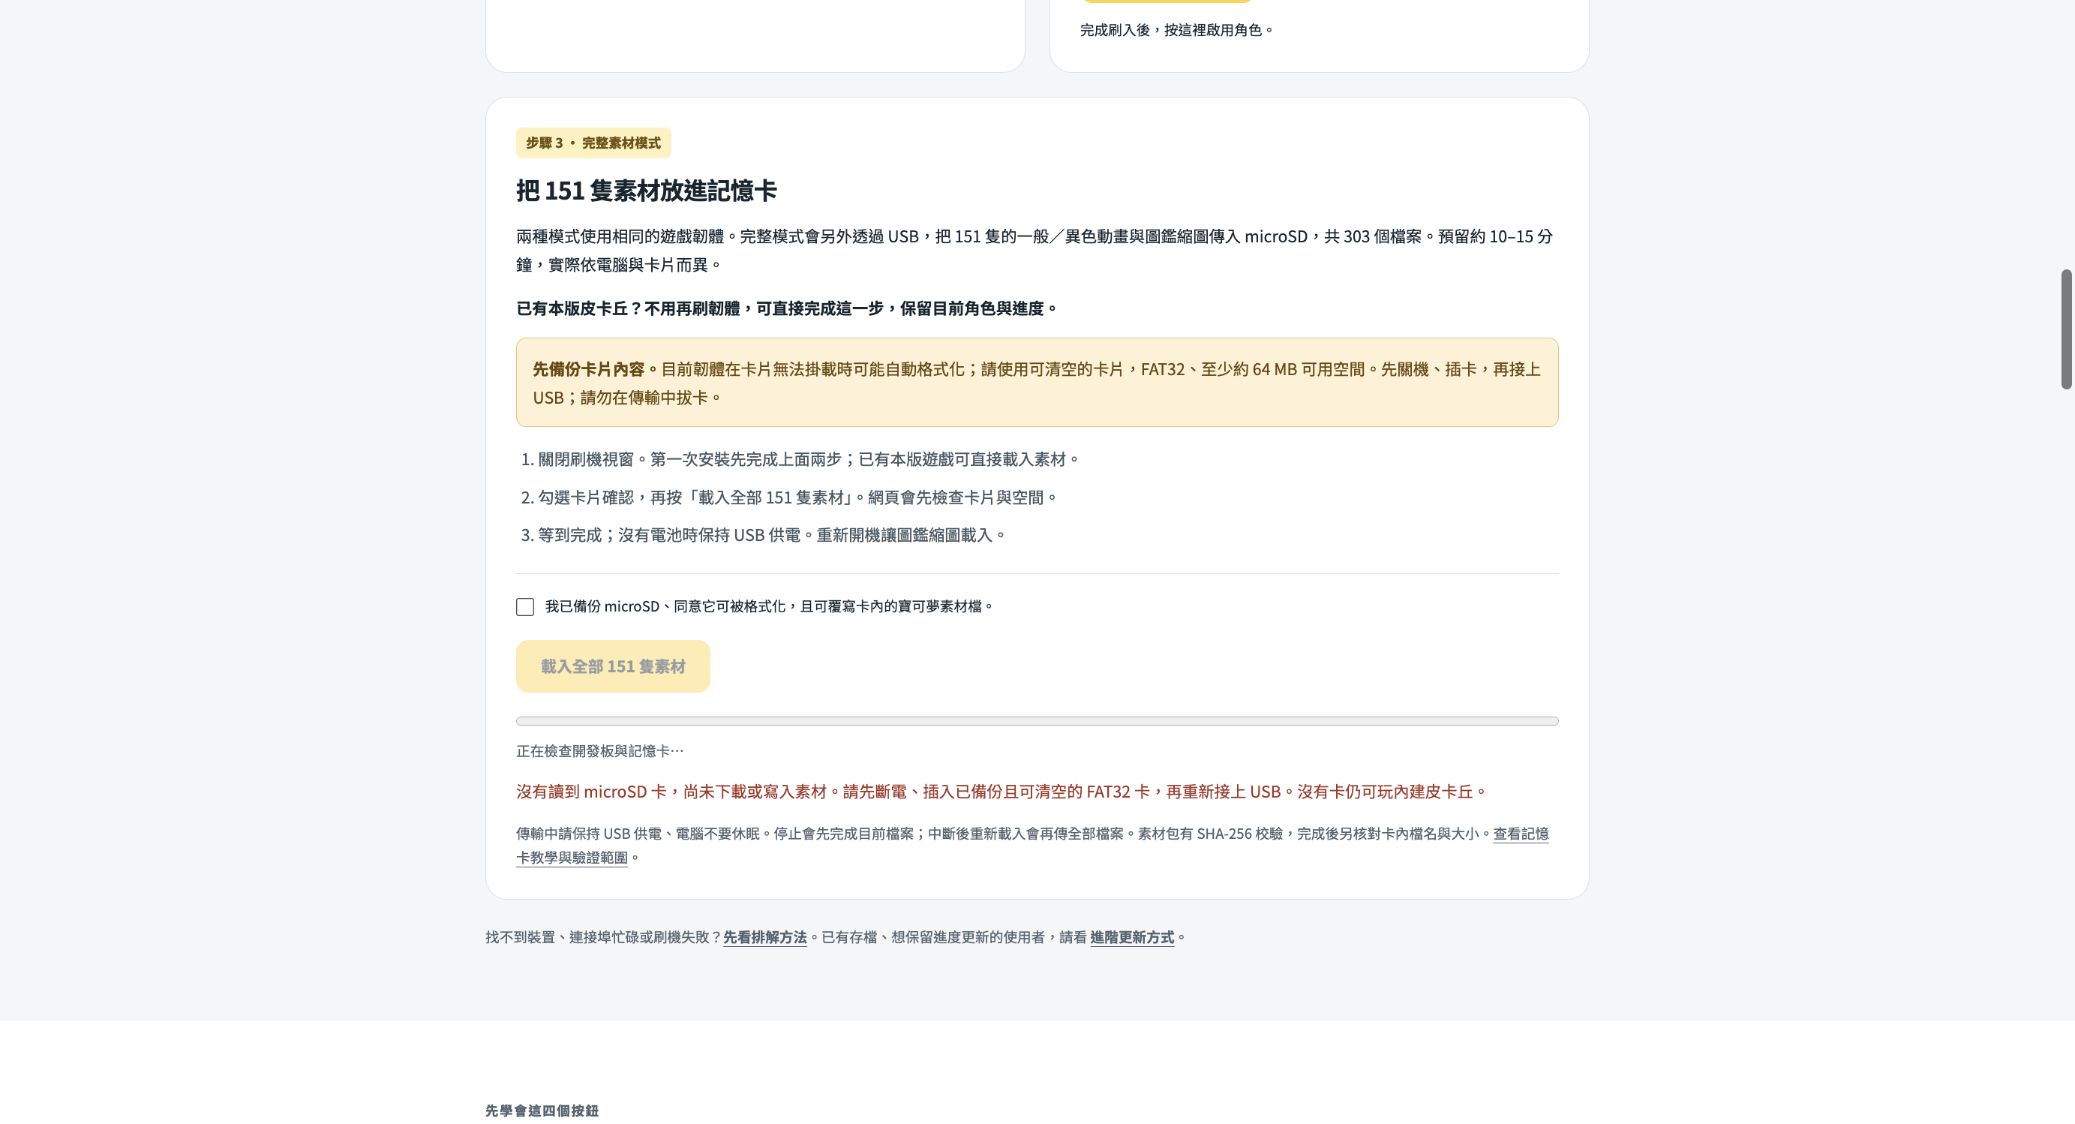 完成刷入後，按這裡啟用角色。
步驟 3 · 完整素材模式
把 151 隻素材放進記憶卡
兩種模式使用相同的遊戲韌體。完整模式會另外透過 USB，把 151 隻的一般／異色動畫與圖鑑縮圖傳入 microSD，共 303 個檔案。預留約 10–15 分
鐘，實際依電腦與卡片而異。
已有本版皮卡丘？不用再刷韌體，可直接完成這一步，保留目前角色與進度。
先備份卡片內容。目前韌體在卡片無法掛載時可能自動格式化；請使用可清空的卡片，FAT32、至少約 64 MB 可用空間。先關機、插卡，再接上
USB；請勿在傳輸中拔卡。
1. 關閉刷機視窗。第一次安裝先完成上面兩步；已有本版遊戲可直接載入素材。
2. 勾選卡片確認，再按「載入全部 151 隻素材」。網頁會先檢查卡片與空間。
3. 等到完成；沒有電池時保持 USB 供電。重新開機讓圖鑑縮圖載入。
我已備份 microSD、同意它可被格式化，且可覆寫卡內的寶可夢素材檔。
載入全部 151 隻素材
正在檢查開發板與記憶卡…
沒有讀到 microSD 卡，尚未下載或寫入素材。請先斷電、插入已備份且可清空的 FAT32 卡，再重新接上 USB。沒有卡仍可玩內建皮卡丘。
傳輸中請保持 USB 供電、電腦不要休眠。停止會先完成目前檔案；中斷後重新載入會再傳全部檔案。素材包有 SHA-256 校驗，完成後另核對卡內檔名與大小。查看記憶
卡教學與驗證範圍。
找不到裝置、連接埠忙碌或刷機失敗？先看排解方法。已有存檔、想保留進度更新的使用者，請看 進階更新方式。
先學會這四個按鈕